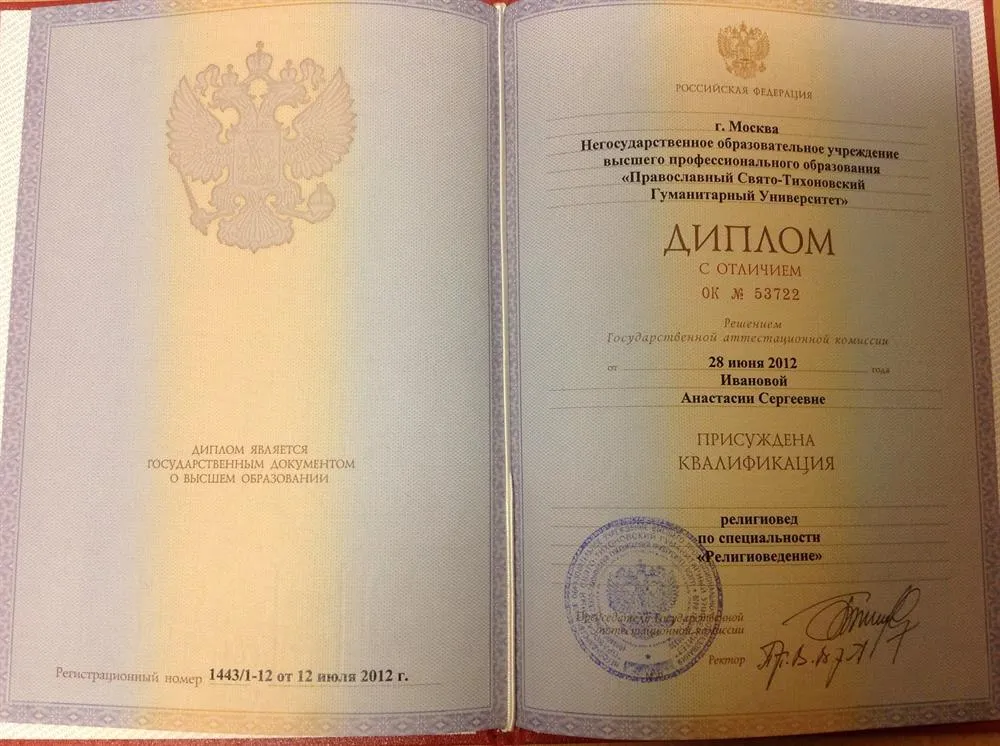 ДИПЛОМ ЯВЛЯЕТСЯ
ГОСУДАРСТВЕННЫМ ДОКУМЕНТОМ
О ВЫСШЕМ ОБРАЗОВАНИИ
Регистрационный номер 1443/1-12 от 12 июля 2012 г.
РОССИЙСКАЯ ФЕДЕРАЦИЯ
г. Москва
Негосударственное образовательное учреждение
высшего профессионального образования
«Православный Свято-Тихоновский
Гуманитарный Университет»
ДИПЛОМ
С ОТЛИЧИЕМ
ОК № 53722
Решением
Государственной аттестационной комиссии
от 28 июня 2012 года
Ивановой
Анастасии Сергеевне
ПРИСУЖДЕНА
КВАЛИФИКАЦИЯ
религиовед
по специальности
«Религиоведение»
Председатель Государственной
аттестационной комиссии
Ректор